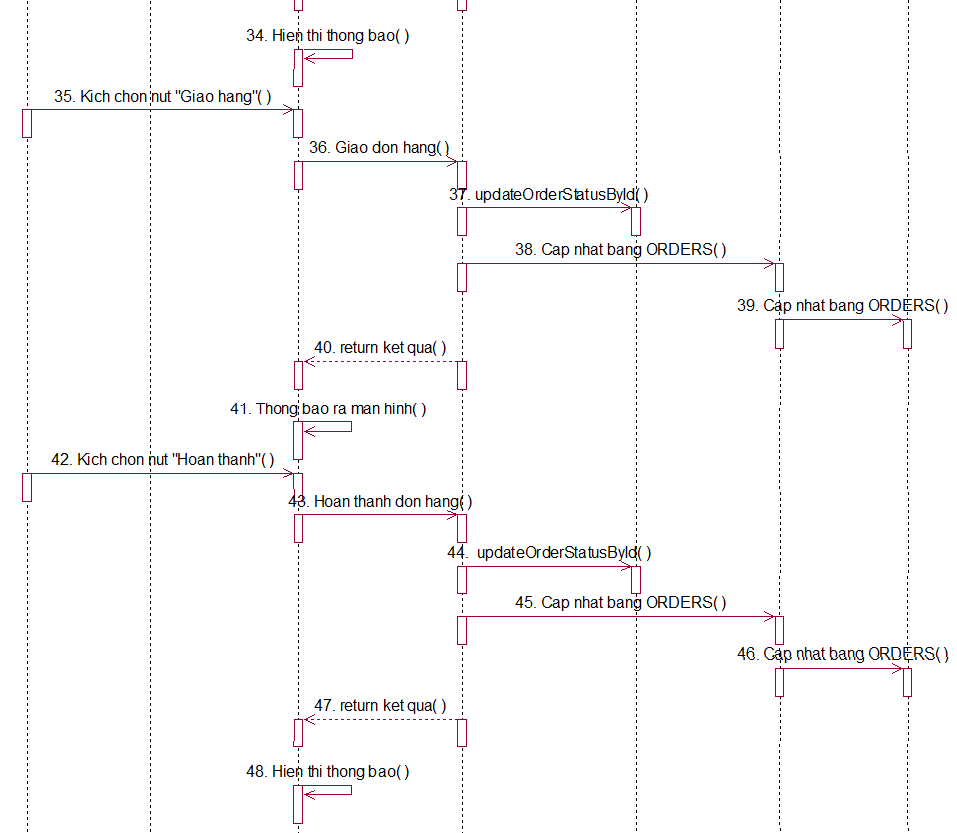 34. Hien thi thong bao( )
35. Kich chon nut "Giao hang"( )
36. Giao don hang( )
37. updateOrderStatusById( )
38. Cap nhat bang ORDERS( )
39. Cap nhat bang ORDERS( )
40. return ket qua( )
41. Thong bao ra man hinh( )
42. Kich chon nut "Hoan thanh"( )
43. Hoan thanh don hang( )
44. updateOrderStatusById( )
45. Cap nhat bang ORDERS( )
46. Cap nhat bang ORDERS( )
47. return ket qua( )
48. Hien thi thong bao( )